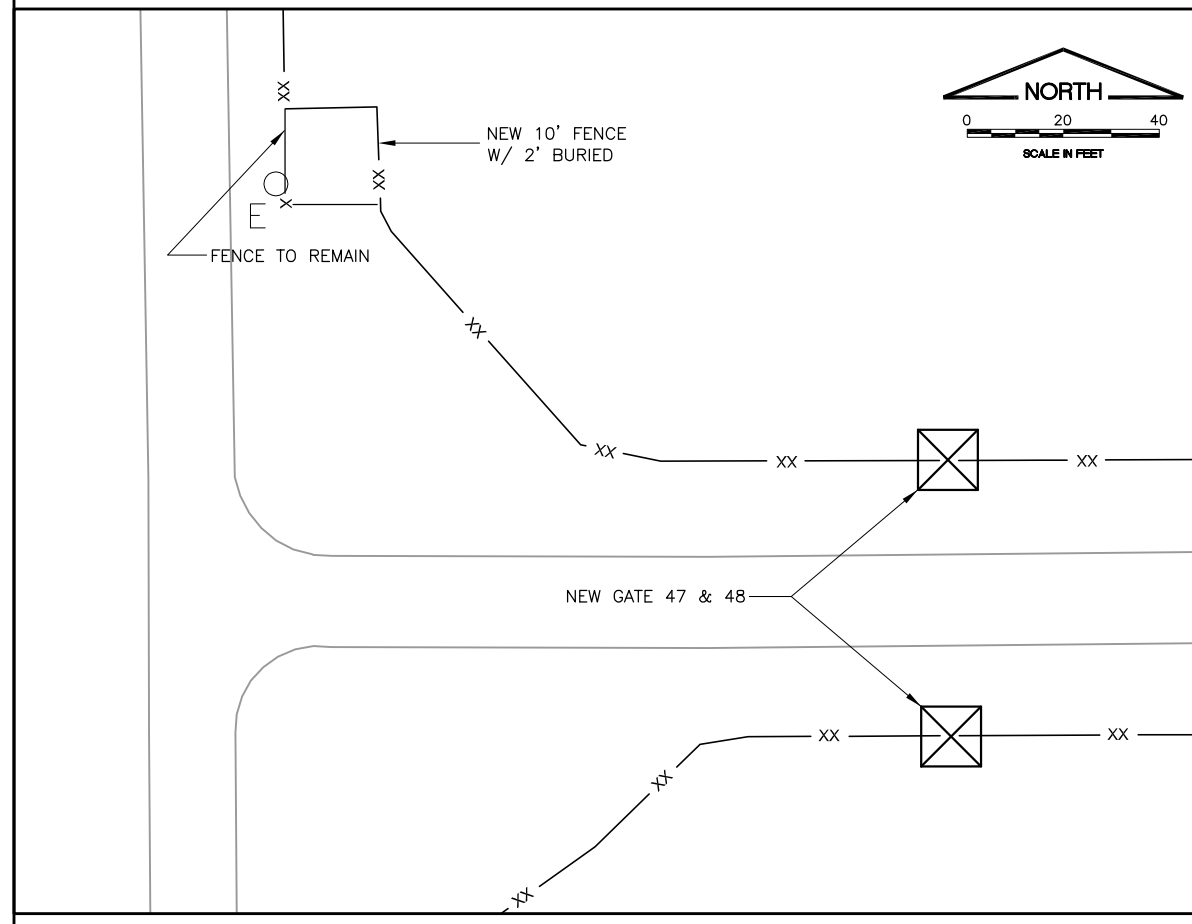 XX
NORTH
0 20 40
SCALE IN FEET
NEW 10' FENCE
W/ 2' BURIED
XX
X
E
FENCE TO REMAIN
XX
XX
XX
XX
NEW GATE 47 & 48
XX
XX
XX
XX